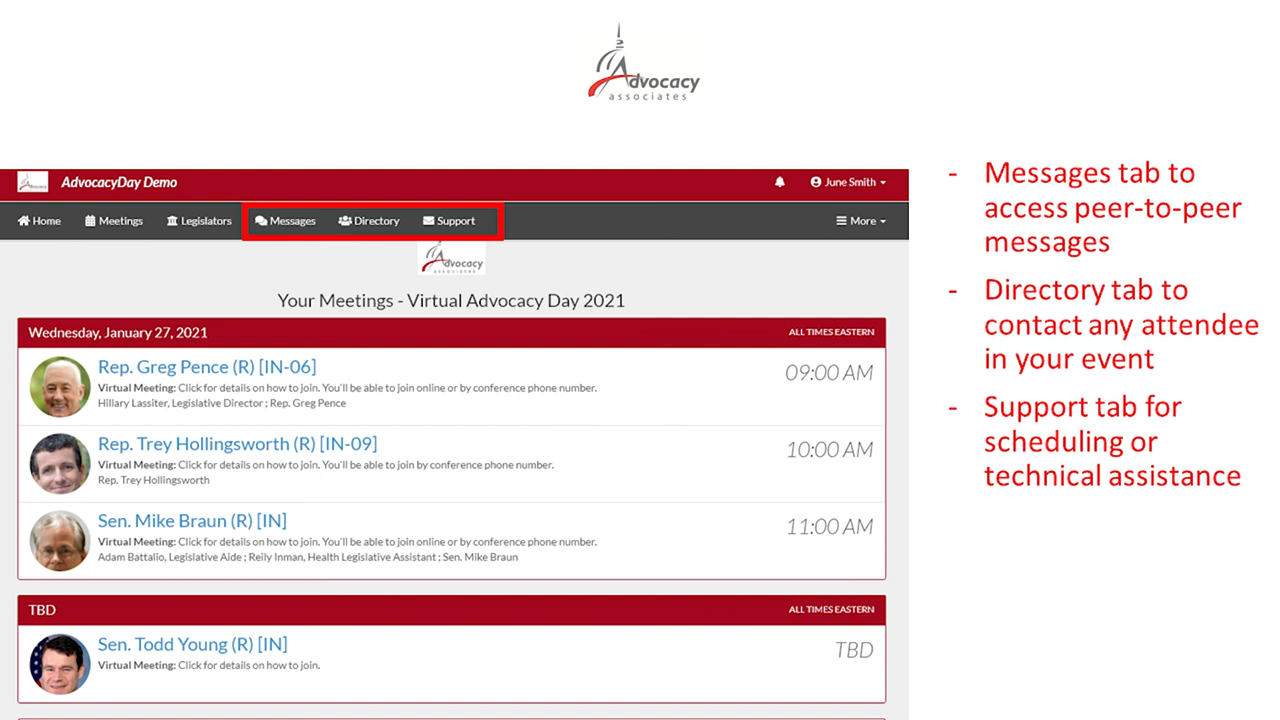 Advocacy
associates
AdvocacyDay Demo
June Smith
Home Meetings Legislators Messages Directory Support More
Advocacy
ASSOCIATES
Your Meetings - Virtual Advocacy Day 2021
Wednesday, January 27, 2021 ALL TIMES EASTERN
Rep. Greg Pence (R) [IN-06] 09:00 AM
Virtual Meeting: Click for details on how to join. You'll be able to join online or by conference phone number.
Hillary Lassiter, Legislative Director ; Rep. Greg Pence
Rep. Trey Hollingsworth (R) [IN-09] 10:00 AM
Virtual Meeting: Click for details on how to join. You'll be able to join by conference phone number.
Rep. Trey Hollingsworth
Sen. Mike Braun (R) [IN] 11:00 AM
Virtual Meeting: Click for details on how to join. You'll be able to join online or by conference phone number.
Adam Battalio, Legislative Aide ; Reily Inman, Health Legislative Assistant ; Sen. Mike Braun
TBD ALL TIMES EASTERN
Sen. Todd Young (R) [IN] TBD
Virtual Meeting: Click for details on how to join.
- Messages tab to
access peer-to-peer
messages
- Directory tab to
contact any attendee
in your event
- Support tab for
scheduling or
technical assistance